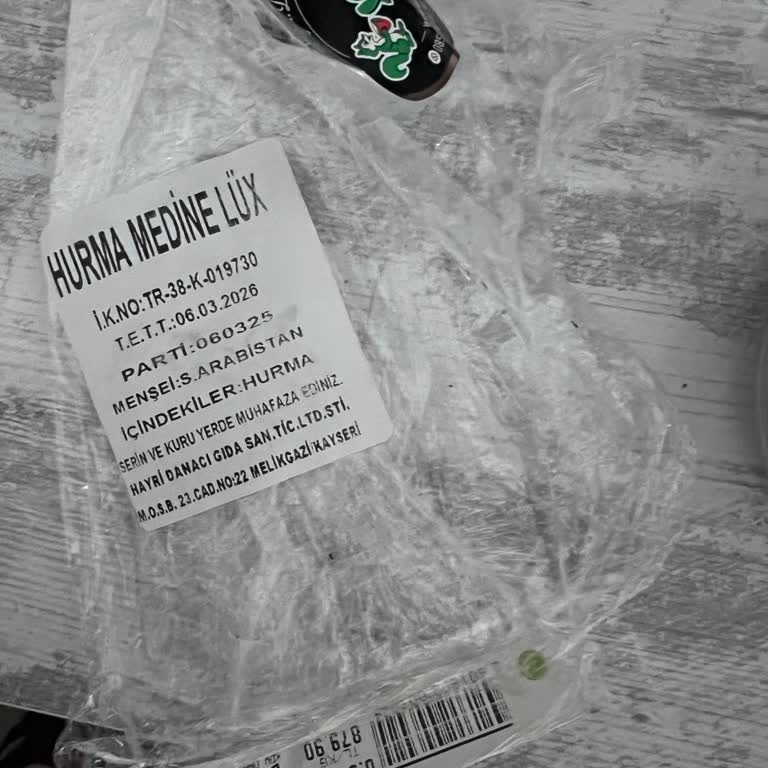 HURMA MEDİNE LÜX
İ.K.NO:TR-38-K-019730
T.E.T.T.:06.03.2026
PARTİ:060325
MENŞEİ:S.ARABİSTAN
İÇİNDEKİLER:HURMA
SERİN VE KURU YERDE MUHAFAZA EDİNİZ.
HAYRİ DANACI GIDA SAN.TİC.LTD.STİ.
M.O.S.B. 23.CAD.NO:22 MELİKGAZİ/KAYSERİ
TL/KG
879.90